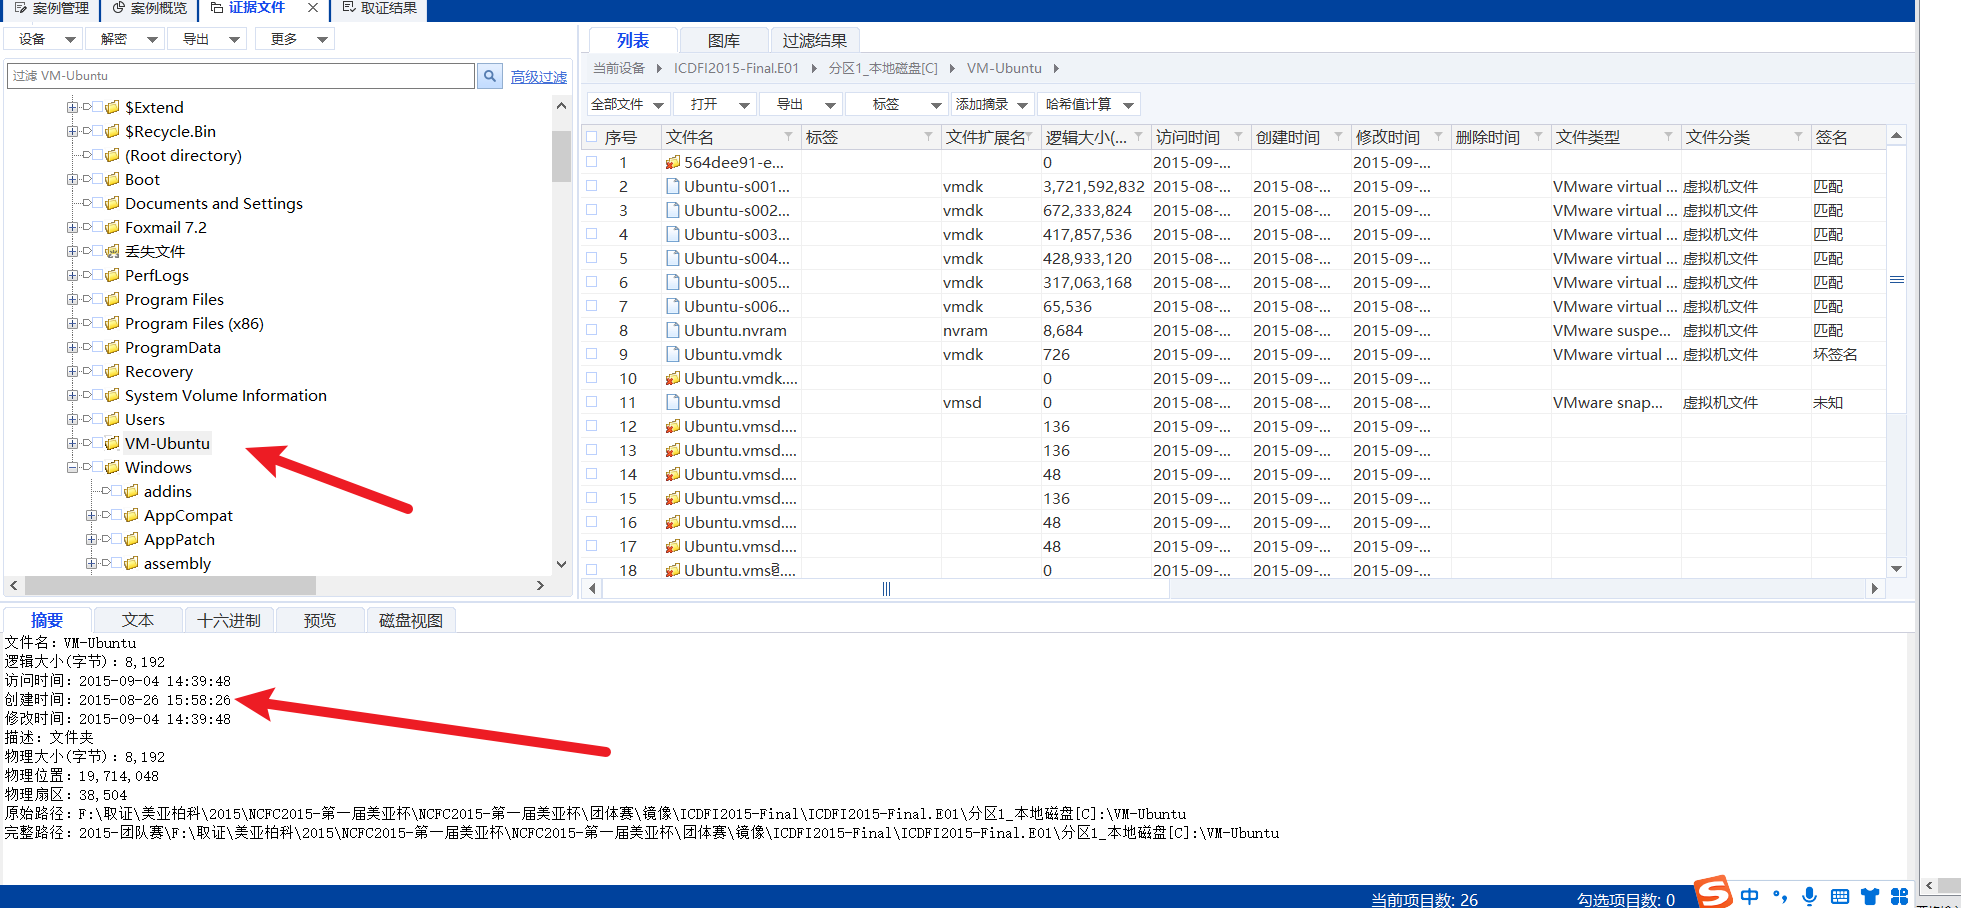 案例管理 案例概览 证据文件 × 取证结果
设备 解密 导出 更多
过滤 VM-Ubuntu 高级过滤
$Extend
$Recycle.Bin
(Root directory)
Boot
Documents and Settings
Foxmail 7.2
丢失文件
PerfLogs
Program Files
Program Files (x86)
ProgramData
Recovery
System Volume Information
Users
VM-Ubuntu
Windows
addins
AppCompat
AppPatch
assembly
列表 图库 过滤结果
当前设备 ICDFI2015-Final.E01 分区1_本地磁盘[C] VM-Ubuntu
全部文件 打开 导出 标签 添加摘录 哈希值计算
序号 文件名 标签 文件扩展名 逻辑大小(... 访问时间 创建时间 修改时间 删除时间 文件类型 文件分类 签名
1 564dee91-e... 0 2015-09-... 2015-09-...
2 Ubuntu-s001... vmdk 3,721,592,832 2015-08-... 2015-08-... 2015-09-... VMware virtual ... 虚拟机文件 匹配
3 Ubuntu-s002... vmdk 672,333,824 2015-08-... 2015-08-... 2015-09-... VMware virtual ... 虚拟机文件 匹配
4 Ubuntu-s003... vmdk 417,857,536 2015-08-... 2015-08-... 2015-09-... VMware virtual ... 虚拟机文件 匹配
5 Ubuntu-s004... vmdk 428,933,120 2015-08-... 2015-08-... 2015-09-... VMware virtual ... 虚拟机文件 匹配
6 Ubuntu-s005... vmdk 317,063,168 2015-08-... 2015-08-... 2015-09-... VMware virtual ... 虚拟机文件 匹配
7 Ubuntu-s006... vmdk 65,536 2015-08-... 2015-08-... 2015-08-... VMware virtual ... 虚拟机文件 匹配
8 Ubuntu.nvram nvram 8,684 2015-08-... 2015-08-... 2015-09-... VMware suspe... 虚拟机文件 匹配
9 Ubuntu.vmdk vmdk 726 2015-09-... 2015-09-... 2015-09-... VMware virtual ... 虚拟机文件 坏签名
10 Ubuntu.vmdk.... 0 2015-09-... 2015-09-... 2015-09-...
11 Ubuntu.vmsd vmsd 0 2015-08-... 2015-08-... 2015-08-... VMware snap... 虚拟机文件 未知
12 Ubuntu.vmsd.... 136 2015-09-... 2015-09-... 2015-09-...
13 Ubuntu.vmsd.... 136 2015-09-... 2015-09-... 2015-09-...
14 Ubuntu.vmsd.... 48 2015-09-... 2015-09-... 2015-09-...
15 Ubuntu.vmsd.... 136 2015-09-... 2015-09-... 2015-09-...
16 Ubuntu.vmsd.... 48 2015-09-... 2015-09-... 2015-09-...
17 Ubuntu.vmsd.... 48 2015-09-... 2015-09-... 2015-09-...
18 0 2015-09-... 2015-09-... 2015-09-...
摘要 文本 十六进制 预览 磁盘视图
文件名：VM-Ubuntu
逻辑大小(字节)：8,192
访问时间：2015-09-04 14:39:48
创建时间：2015-08-26 15:58:26
修改时间：2015-09-04 14:39:48
描述：文件夹
物理大小(字节)：8,192
物理位置：19,714,048
物理扇区：38,504
原始路径：F:\取证\美亚柏科\2015\NCFC2015-第一届美亚杯\NCFC2015-第一届美亚杯\团体赛\镜像\ICDFI2015-Final\ICDFI2015-Final.E01\分区1_本地磁盘[C]:\VM-Ubuntu
完整路径：2015-团队赛\F:\取证\美亚柏科\2015\NCFC2015-第一届美亚杯\NCFC2015-第一届美亚杯\团体赛\镜像\ICDFI2015-Final\ICDFI2015-Final.E01\分区1_本地磁盘[C]:\VM-Ubuntu
当前项目数: 26 勾选项目数: 0 中